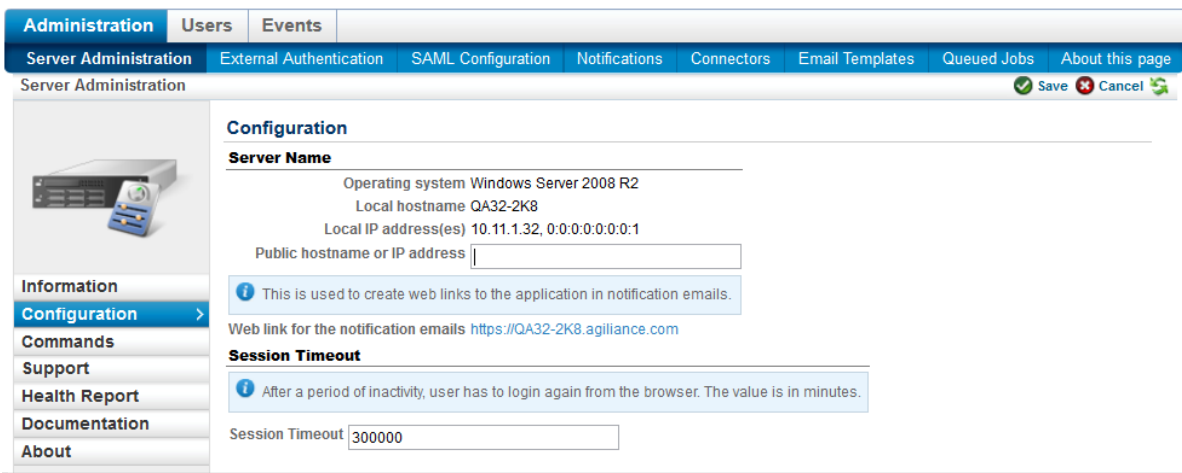 Administration Users Events
Server Administration External Authentication SAML Configuration Notifications Connectors Email Templates Queued Jobs About this page
Server Administration Save Cancel
Configuration
Server Name
Operating system Windows Server 2008 R2
Local hostname QA32-2K8
Local IP address(es) 10.11.1.32, 0:0:0:0:0:0:0:1
Public hostname or IP address
This is used to create web links to the application in notification emails.
Web link for the notification emails https://QA32-2K8.agiliance.com
Session Timeout
After a period of inactivity, user has to login again from the browser. The value is in minutes.
Session Timeout 300000
Information
Configuration >
Commands
Support
Health Report
Documentation
About